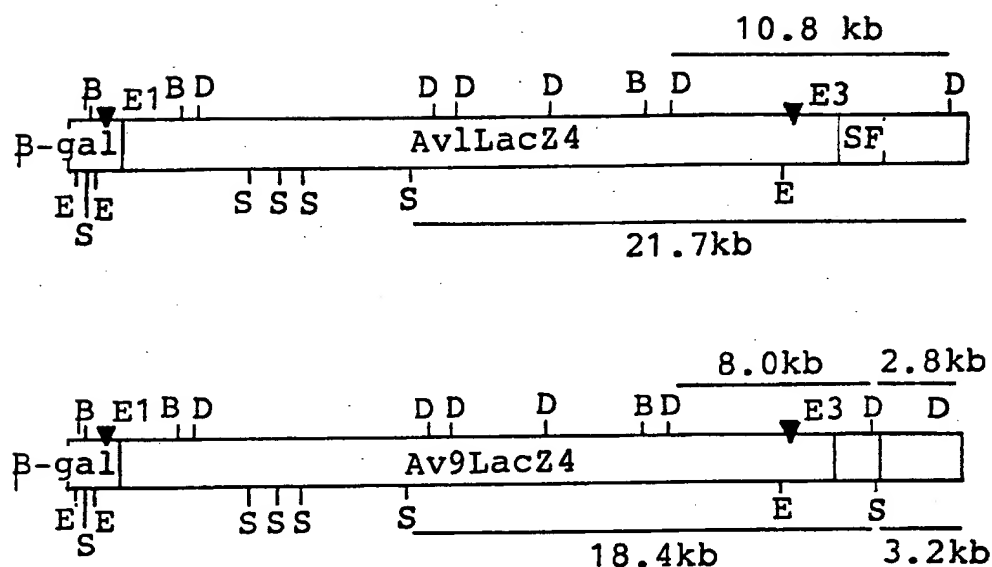 10.8 kb
B E1 B D D D D B D E3 D
β-gal AvlLacZ4 SF
E S E S S S S E
21.7kb
8.0kb 2.8kb
B E1 B D D D D B D E3 D D
β-gal Av9LacZ4
E S E S S S S E S
18.4kb 3.2kb